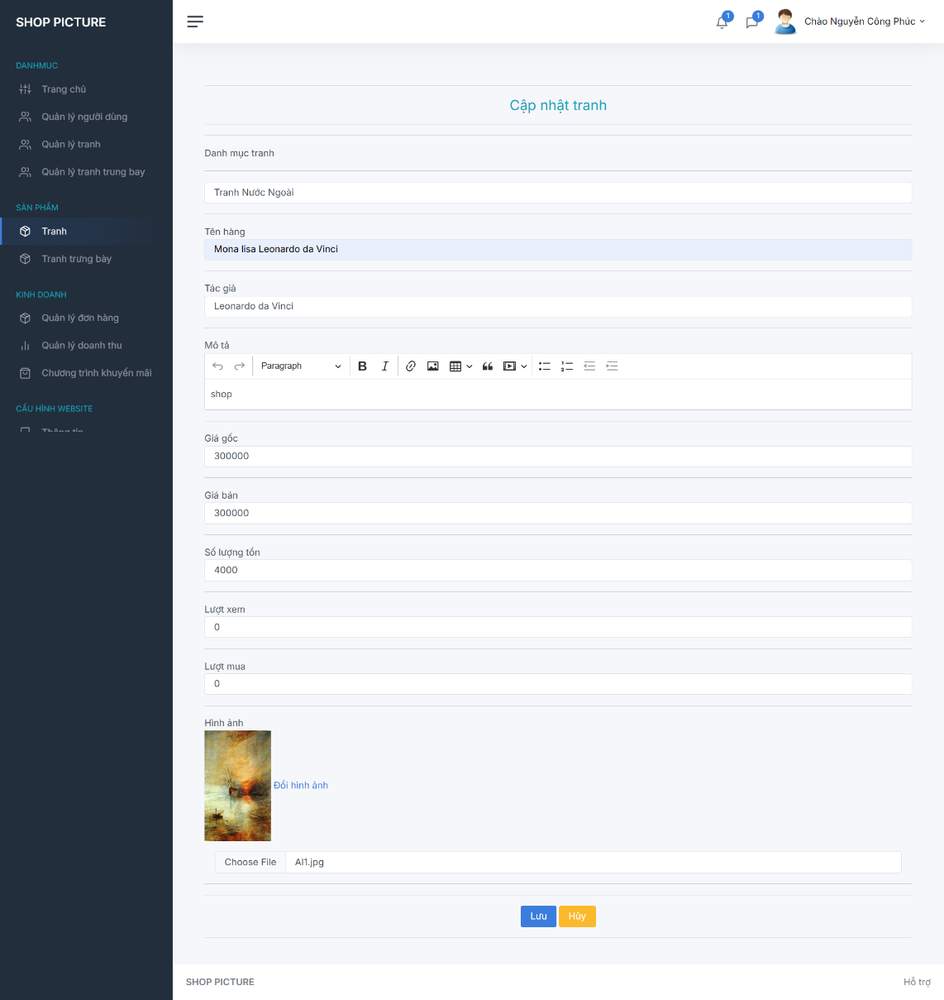 SHOP PICTURE
1
1
Chào Nguyễn Công Phúc
DANHMUC
Trang chủ
Quản lý người dùng
Quản lý tranh
Quản lý tranh trung bay
SẢN PHẨM
Tranh
Tranh trưng bày
KINH DOANH
Quản lý đơn hàng
Quản lý doanh thu
Chương trình khuyến mãi
CẤU HÌNH WEBSITE
Thông tin
Cập nhật tranh
Danh mục tranh
Tranh Nước Ngoài
Tên hàng
Mona lisa Leonardo da Vinci
Tác giả
Leonardo da Vinci
Mô tả
Paragraph
shop
Giá gốc
300000
Giá bán
300000
Số lượng tồn
4000
Lượt xem
0
Lượt mua
0
Hình ảnh
Đổi hình ảnh
Choose File
AI1.jpg
Lưu
Hủy
SHOP PICTURE
Hỗ trợ